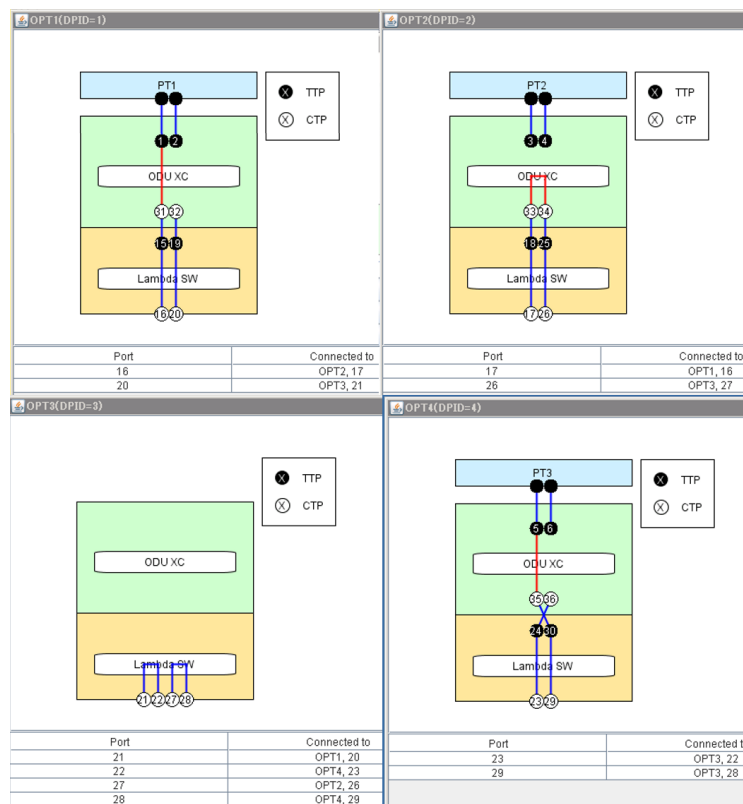 OPT1(DPID=1)
PT1
X TTP
X CTP
1 2
ODU XC
31 32
15 19
Lambda SW
16 20
Port Connected to
16 OPT2, 17
20 OPT3, 21
OPT2(DPID=2)
PT2
X TTP
X CTP
3 4
ODU XC
33 34
18 25
Lambda SW
17 26
Port Connected to
17 OPT1, 16
26 OPT3, 27
OPT3(DPID=3)
X TTP
X CTP
ODU XC
Lambda SW
21 22 27 28
Port Connected to
21 OPT1, 20
22 OPT4, 23
27 OPT2, 26
28 OPT4, 29
OPT4(DPID=4)
PT3
X TTP
X CTP
5 6
ODU XC
35 36
24 30
Lambda SW
23 29
Port Connected t
23 OPT3, 22
29 OPT3, 28